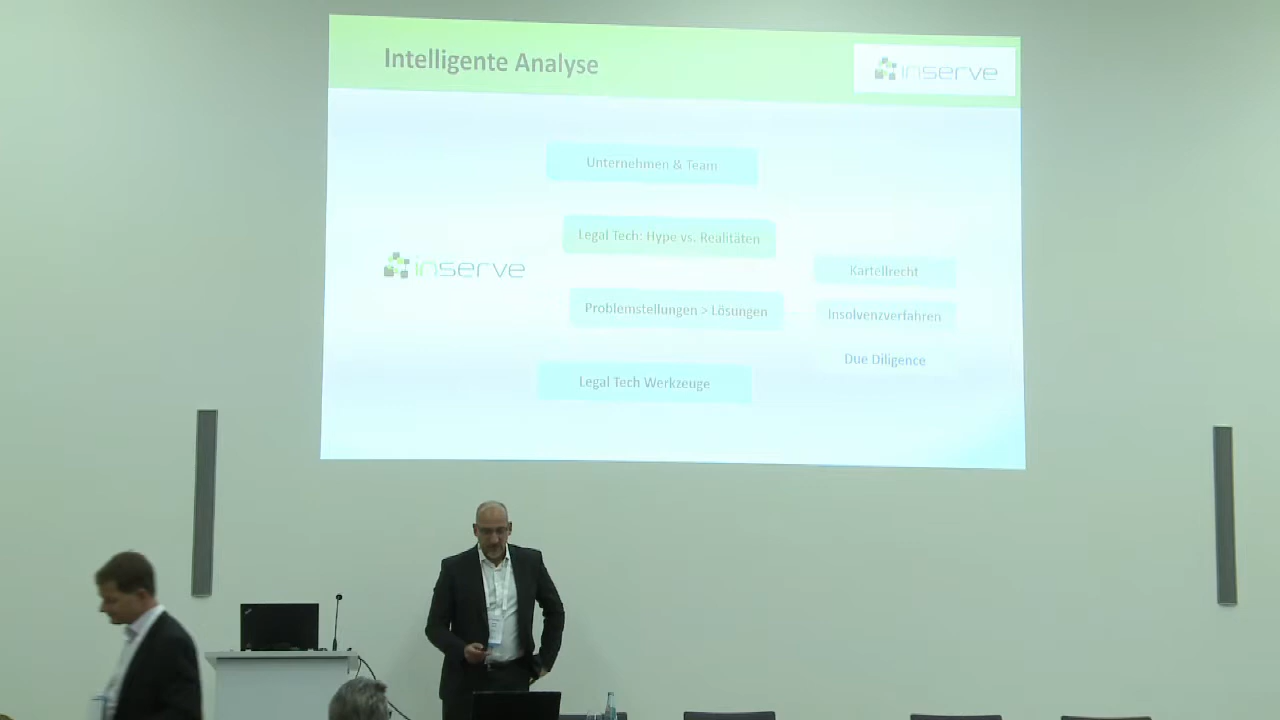 Intelligente Analyse
inserve
Unternehmen & Team
Legal Tech: Hype vs. Realitäten
inserve
Kartellrecht
Problemstellungen > Lösungen
Insolvenzverfahren
Due Diligence
Legal Tech Werkzeuge